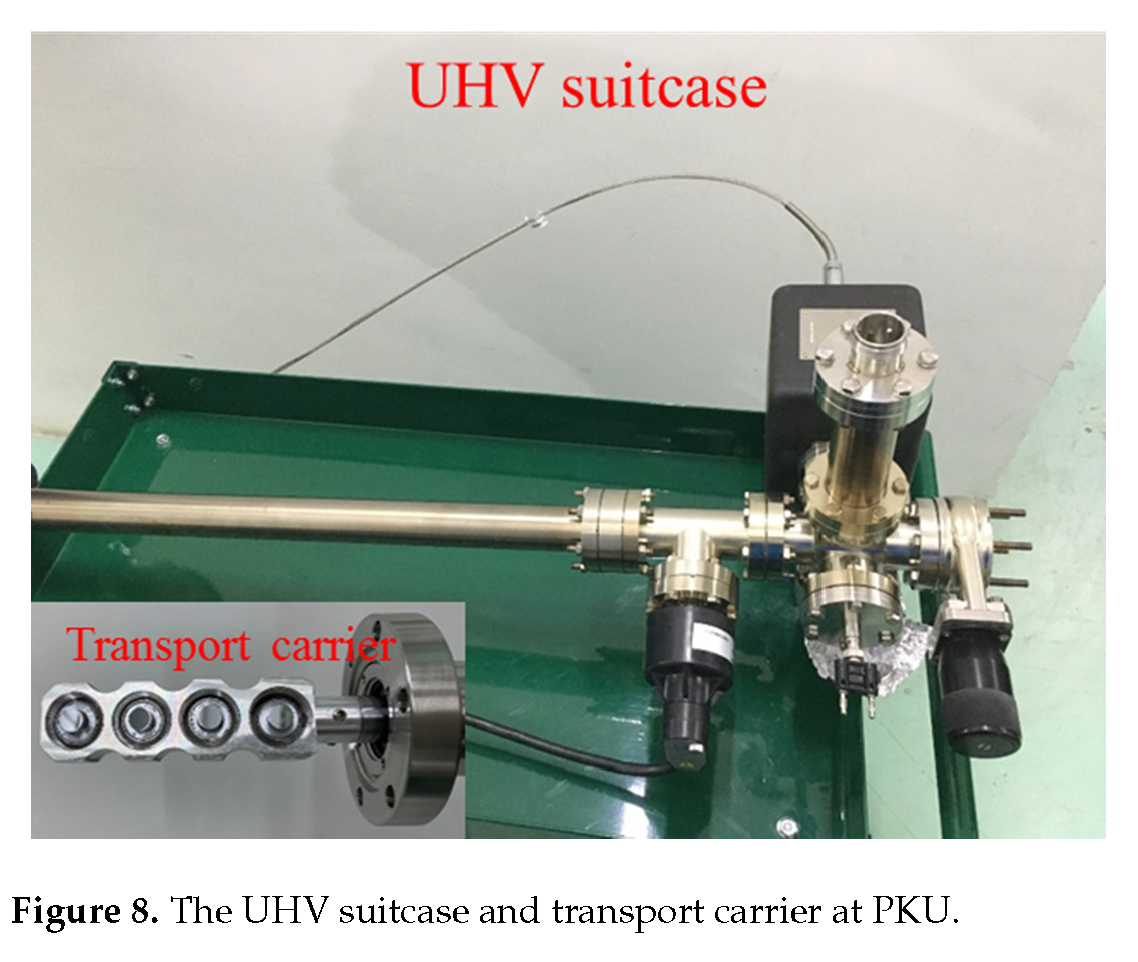 UHV suitcase
Transport carrier
Figure 8. The UHV suitcase and transport carrier at PKU.